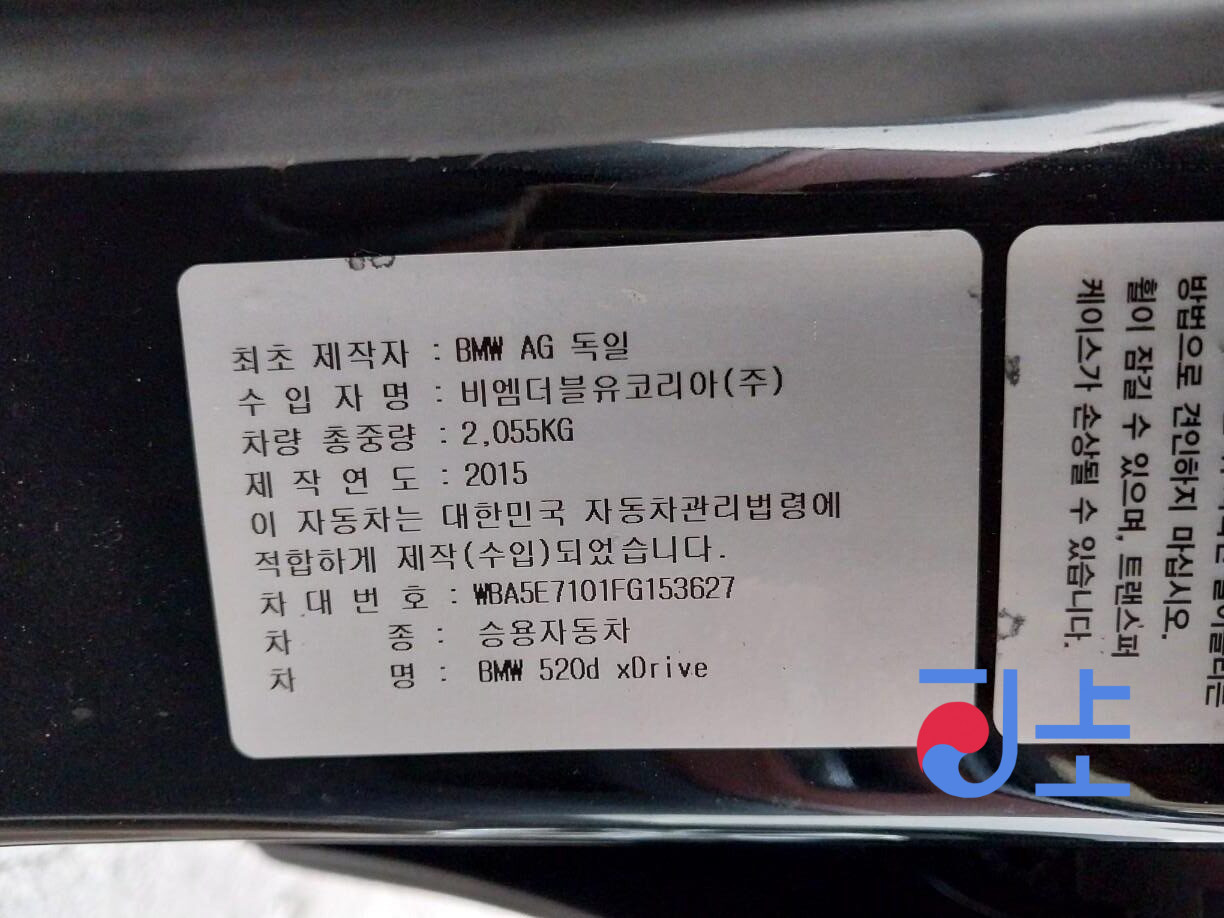 최초 제작자 : BMW AG 독일
수 입 자 명 : 비엠더블유코리아(주)
차량 총중량 : 2,055KG
제 작 연 도 : 2015
이 자동차는 대한민국 자동차관리법령에
적합하게 제작(수입)되었습니다.
차 대 번 호 : WBA5E7101FG153627
차 종 : 승용자동차
차 명 : BMW 520d xDrive
방법으로 견인하지 마십시오.
휠이 잠길 수 있으며, 트랜스퍼
케이스가 손상될 수 있습니다.